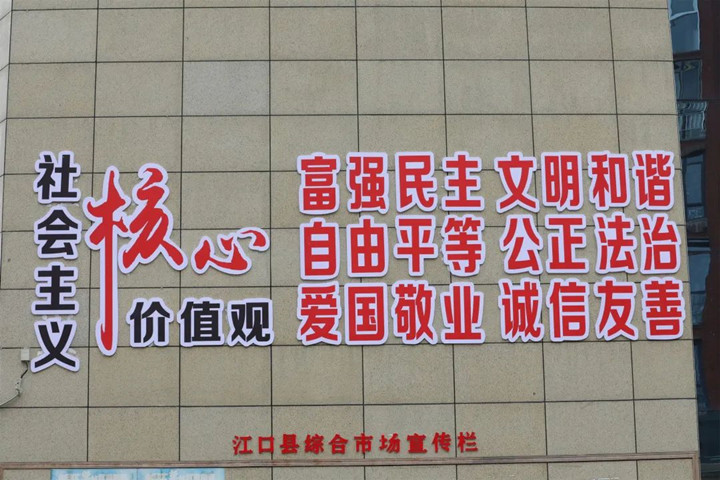 社会主义
核心
价值观
富强民主 文明和谐
自由平等 公正法治
爱国敬业 诚信友善
江口县综合市场宣传栏